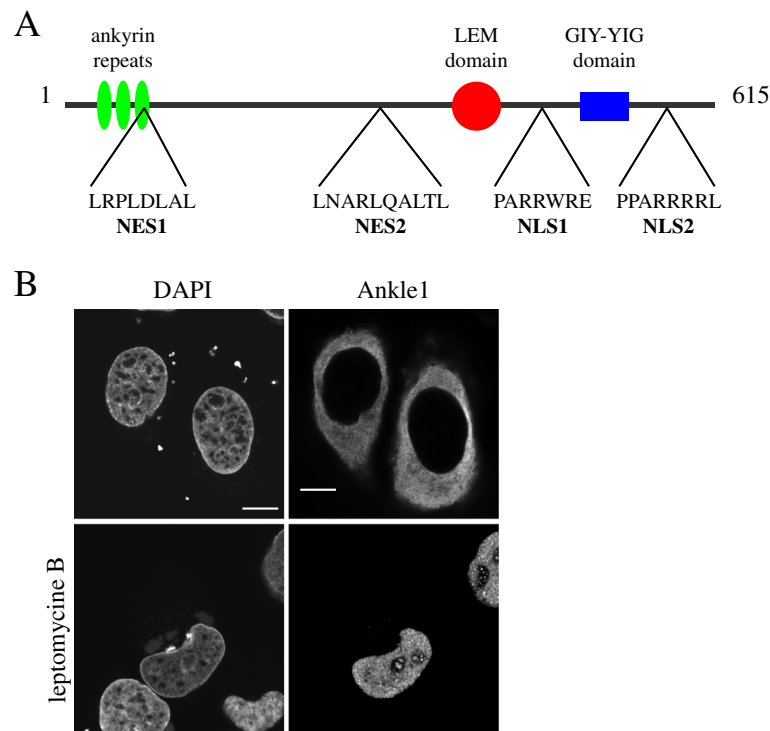 A
ankyrin
repeats
LEM
domain
GIY-YIG
domain
1
615
LRPLDLAL
NES1
LNARLQALTL
NES2
PARRWRE
NLS1
PPARRRRL
NLS2
B
DAPI
Ankle1
leptomycine B